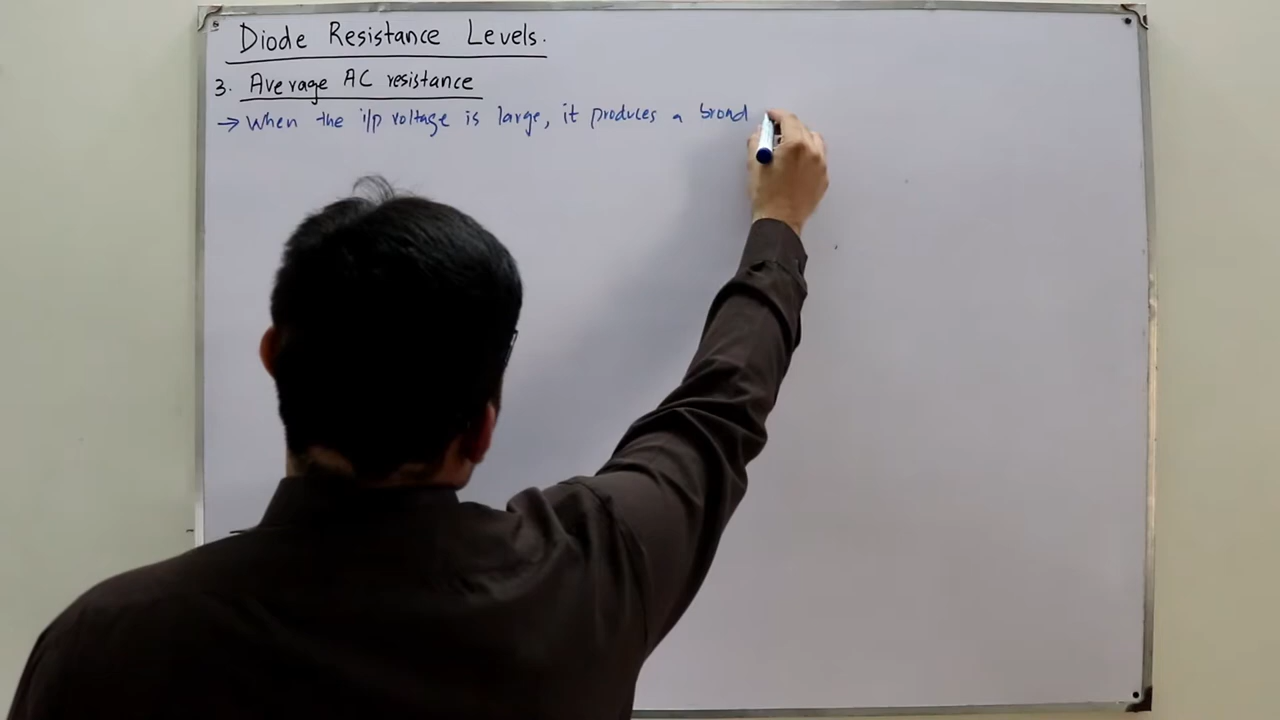 Diode Resistance Levels.
3. Average AC resistance
→ When the i/p voltage is large, it produces a broad